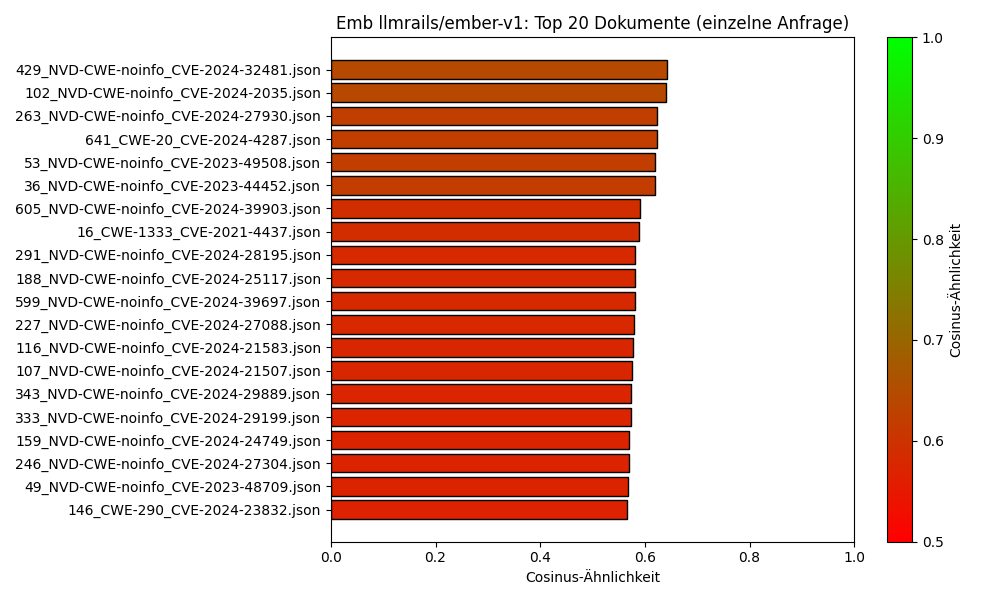 Emb llmrails/ember-v1: Top 20 Dokumente (einzelne Anfrage)
429_NVD-CWE-noinfo_CVE-2024-32481.json
102_NVD-CWE-noinfo_CVE-2024-2035.json
263_NVD-CWE-noinfo_CVE-2024-27930.json
641_CWE-20_CVE-2024-4287.json
53_NVD-CWE-noinfo_CVE-2023-49508.json
36_NVD-CWE-noinfo_CVE-2023-44452.json
605_NVD-CWE-noinfo_CVE-2024-39903.json
16_CWE-1333_CVE-2021-4437.json
291_NVD-CWE-noinfo_CVE-2024-28195.json
188_NVD-CWE-noinfo_CVE-2024-25117.json
599_NVD-CWE-noinfo_CVE-2024-39697.json
227_NVD-CWE-noinfo_CVE-2024-27088.json
116_NVD-CWE-noinfo_CVE-2024-21583.json
107_NVD-CWE-noinfo_CVE-2024-21507.json
343_NVD-CWE-noinfo_CVE-2024-29889.json
333_NVD-CWE-noinfo_CVE-2024-29199.json
159_NVD-CWE-noinfo_CVE-2024-24749.json
246_NVD-CWE-noinfo_CVE-2024-27304.json
49_NVD-CWE-noinfo_CVE-2023-48709.json
146_CWE-290_CVE-2024-23832.json
0.0 0.2 0.4 0.6 0.8 1.0
Cosinus-Ähnlichkeit
1.0
0.9
0.8
0.7
0.6
0.5
Cosinus-Ähnlichkeit